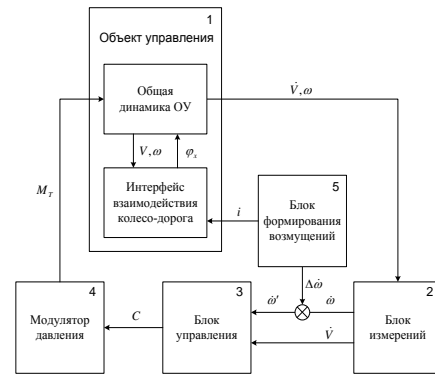 1
Объект управления
Общая
динамика ОУ
V̇, ω
V, ω
φₓ
M_T
Интерфейс
взаимодействия
колесо-дорога
i
5
Блок
формирования
возмущений
Δω̇
4
Модулятор
давления
C
3
Блок
управления
ω̇′
ω̇
V̇
2
Блок
измерений